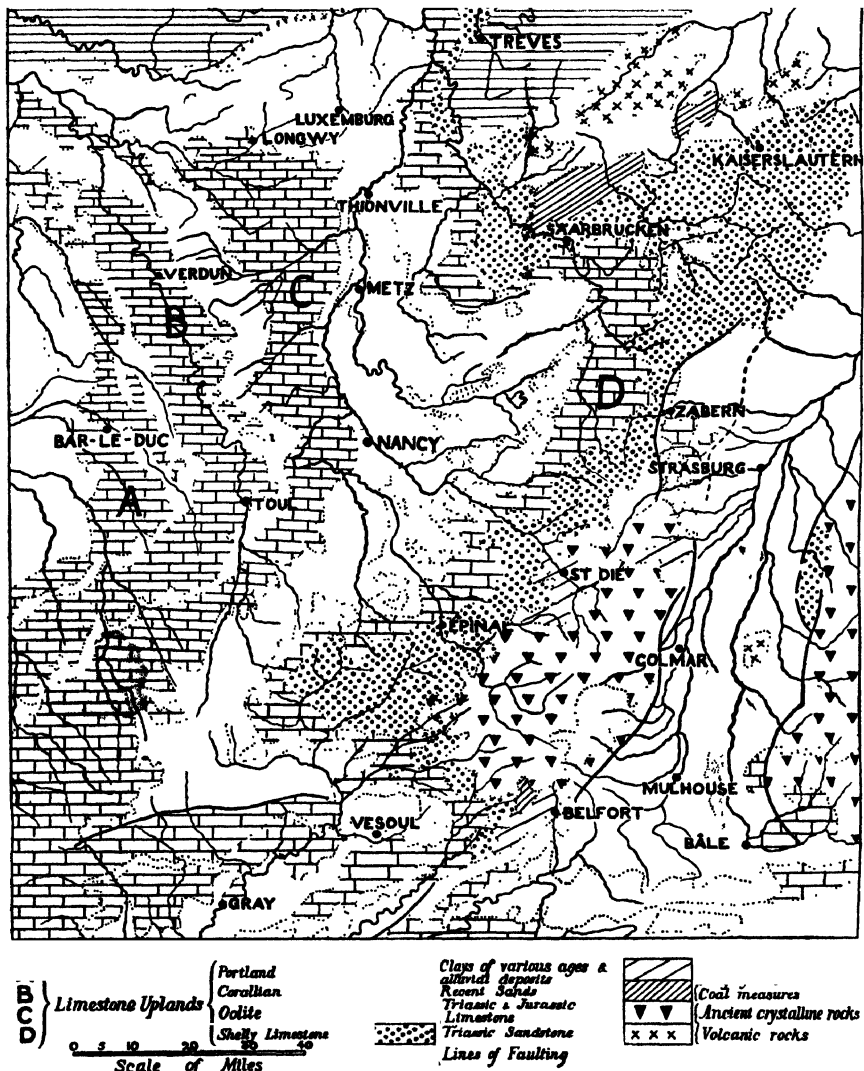 TREVES
LUXEMBURG
LONGWY
KAISERSLAUTERN
THIONVILLE
SAARBRUCKEN
VERDUN
C
METZ
B
D
ZABERN
BAR-LE-DUC
NANCY
STRASBURG
A
TOUL
ST DIE
EPINAL
COLMAR
MULHOUSE
BELFORT
VESOUL
BÂLE
GRAY
B
C
D
Limestone Uplands
Portland
Corallian
Oolite
Shelly Limestone
0 5 10 20 30 40
Scale of Miles
Clays of various ages &
alluvial deposits
Recent Sands
Triassic & Jurassic
Limestone
Triassic Sandstone
Lines of Faulting
Coal measures
Ancient crystalline rocks
Volcanic rocks